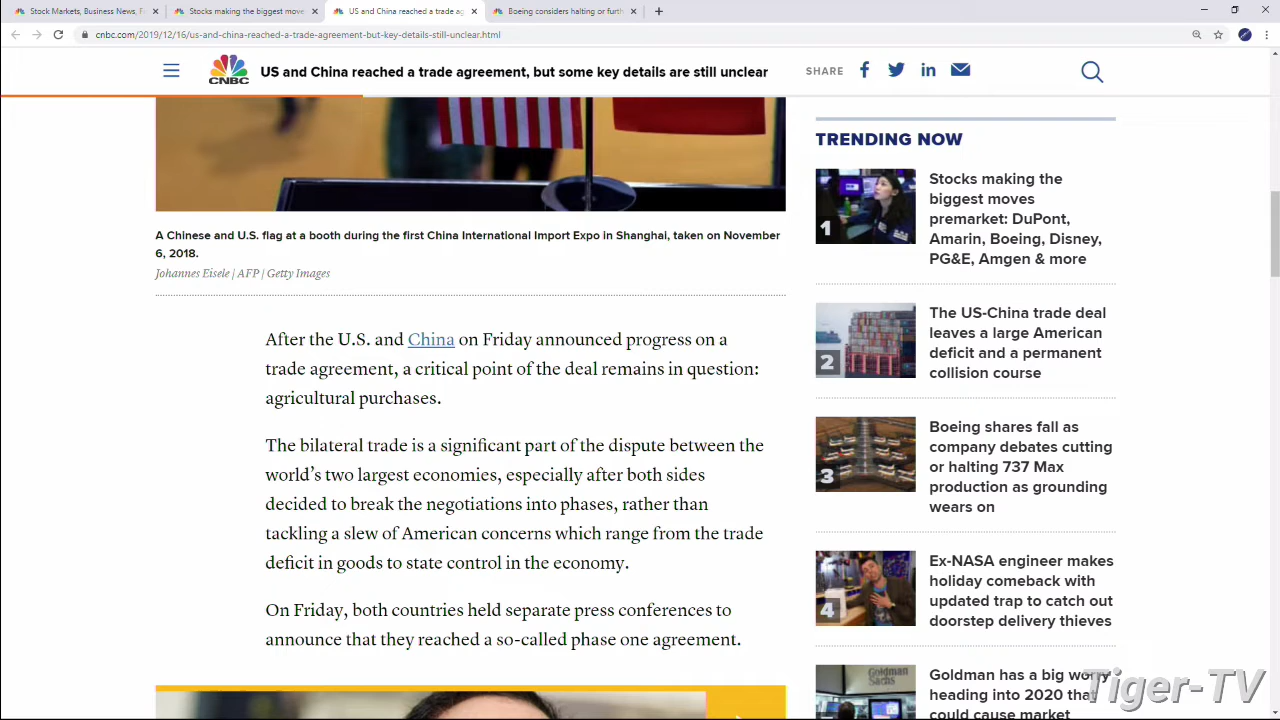 Stock Markets, Business News, F
Stocks making the biggest move
US and China reached a trade ag
Boeing considers halting or furth
cnbc.com/2019/12/16/us-and-china-reached-a-trade-agreement-but-key-details-still-unclear.html
CNBC
US and China reached a trade agreement, but some key details are still unclear
SHARE
A Chinese and U.S. flag at a booth during the first China International Import Expo in Shanghai, taken on November
6, 2018.
Johannes Eisele | AFP | Getty Images
After the U.S. and China on Friday announced progress on a
trade agreement, a critical point of the deal remains in question:
agricultural purchases.
The bilateral trade is a significant part of the dispute between the
world's two largest economies, especially after both sides
decided to break the negotiations into phases, rather than
tackling a slew of American concerns which range from the trade
deficit in goods to state control in the economy.
On Friday, both countries held separate press conferences to
announce that they reached a so-called phase one agreement.
TRENDING NOW
1
Stocks making the
biggest moves
premarket: DuPont,
Amarin, Boeing, Disney,
PG&E, Amgen & more
2
The US-China trade deal
leaves a large American
deficit and a permanent
collision course
3
Boeing shares fall as
company debates cutting
or halting 737 Max
production as grounding
wears on
4
Ex-NASA engineer makes
holiday comeback with
updated trap to catch out
doorstep delivery thieves
Goldman
Sachs
Goldman has a big worry
heading into 2020 that
could cause market
Tiger-TV